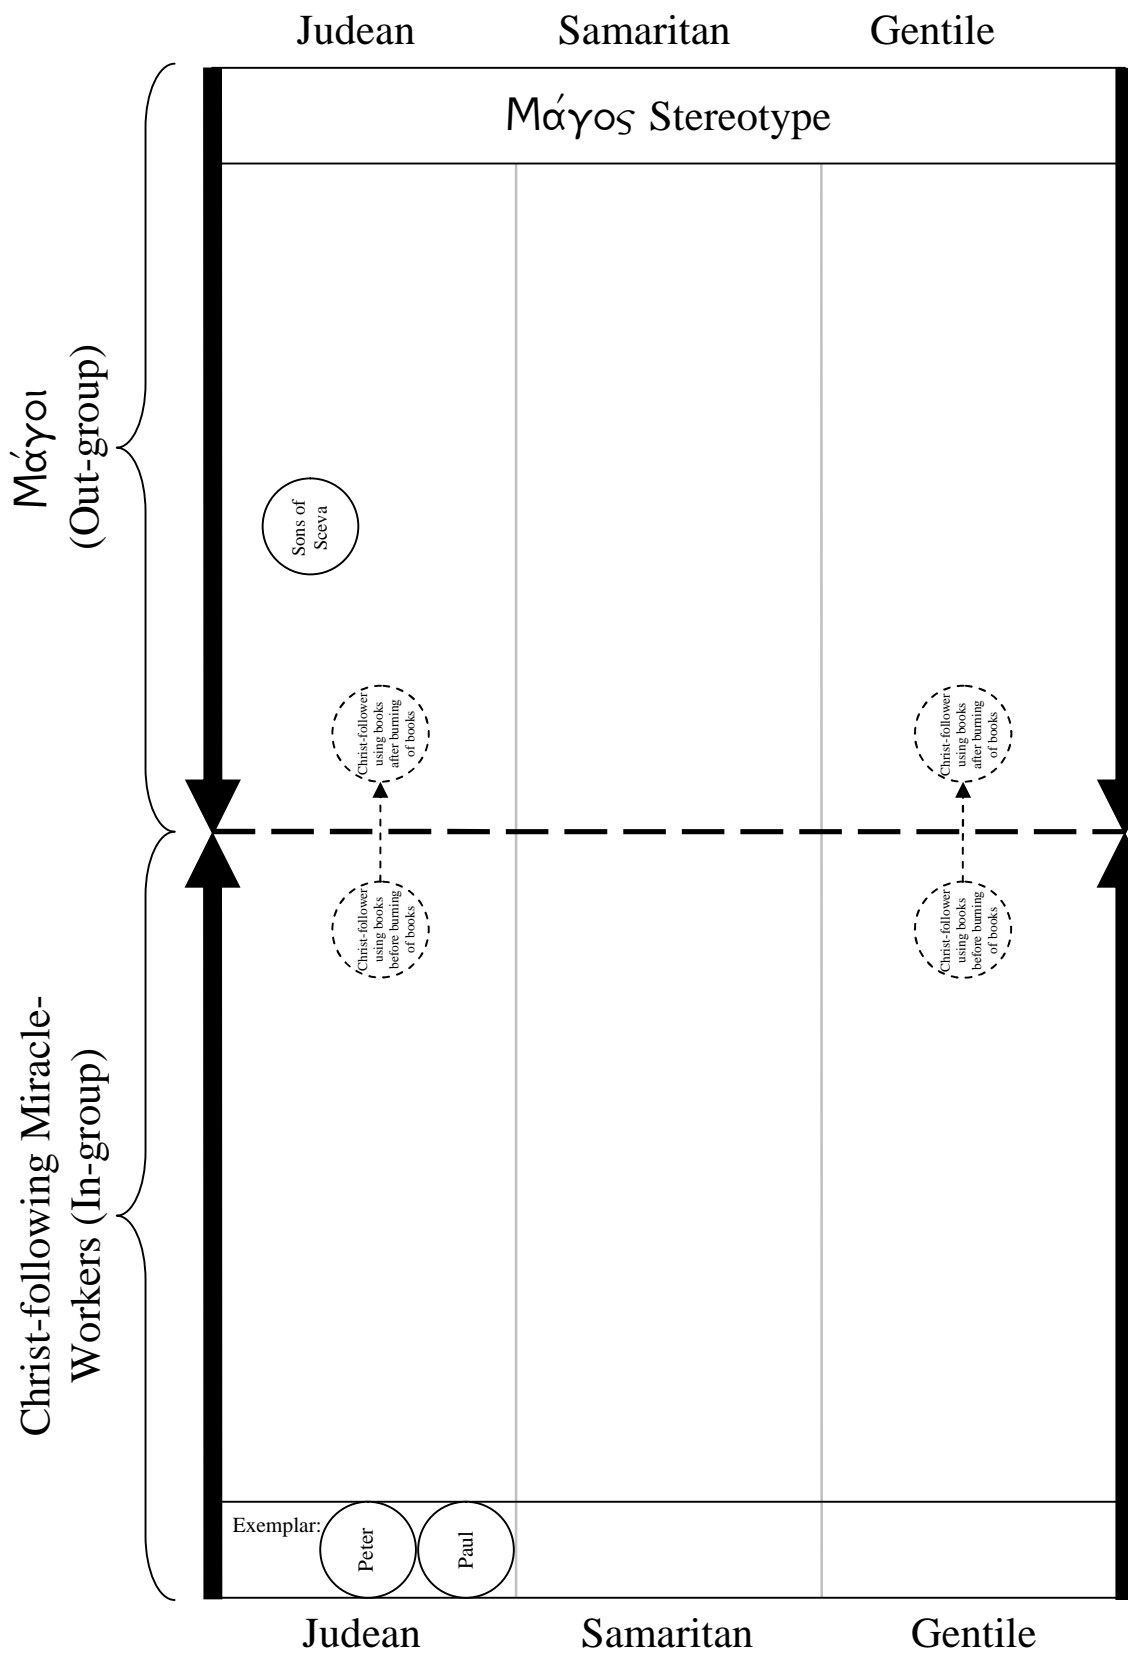 Judean
Samaritan
Gentile
Μάγος Stereotype
Μάγοι
(Out-group)
Sons of
Sceva
Christ-follower
using books
after burning
of books
Christ-follower
using books
after burning
of books
Christ-follower
using books
before burning
of books
Christ-follower
using books
before burning
of books
Christ-following Miracle-
Workers (In-group)
Exemplar:
Peter
Paul
Judean
Samaritan
Gentile